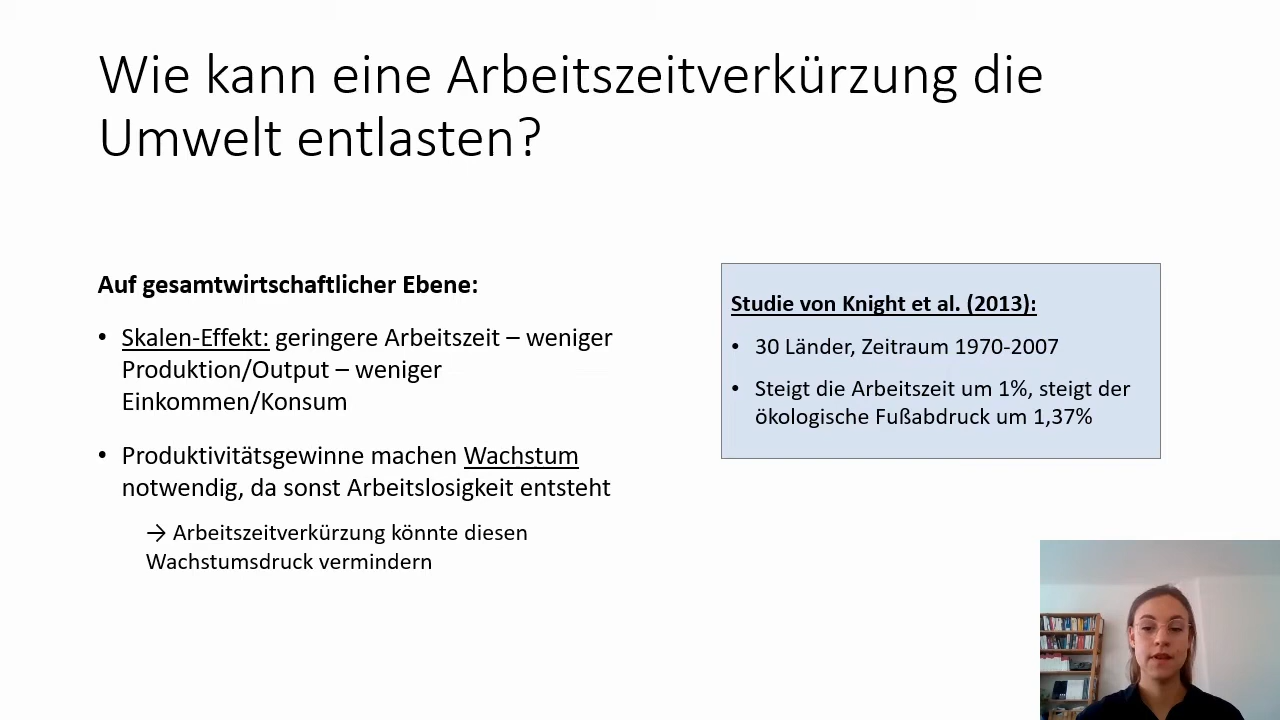 Wie kann eine Arbeitszeitverkürzung die
Umwelt entlasten?
Auf gesamtwirtschaftlicher Ebene:
• Skalen-Effekt: geringere Arbeitszeit – weniger
Produktion/Output – weniger
Einkommen/Konsum
• Produktivitätsgewinne machen Wachstum
notwendig, da sonst Arbeitslosigkeit entsteht
→ Arbeitszeitverkürzung könnte diesen
Wachstumsdruck vermindern
Studie von Knight et al. (2013):
• 30 Länder, Zeitraum 1970-2007
• Steigt die Arbeitszeit um 1%, steigt der
ökologische Fußabdruck um 1,37%